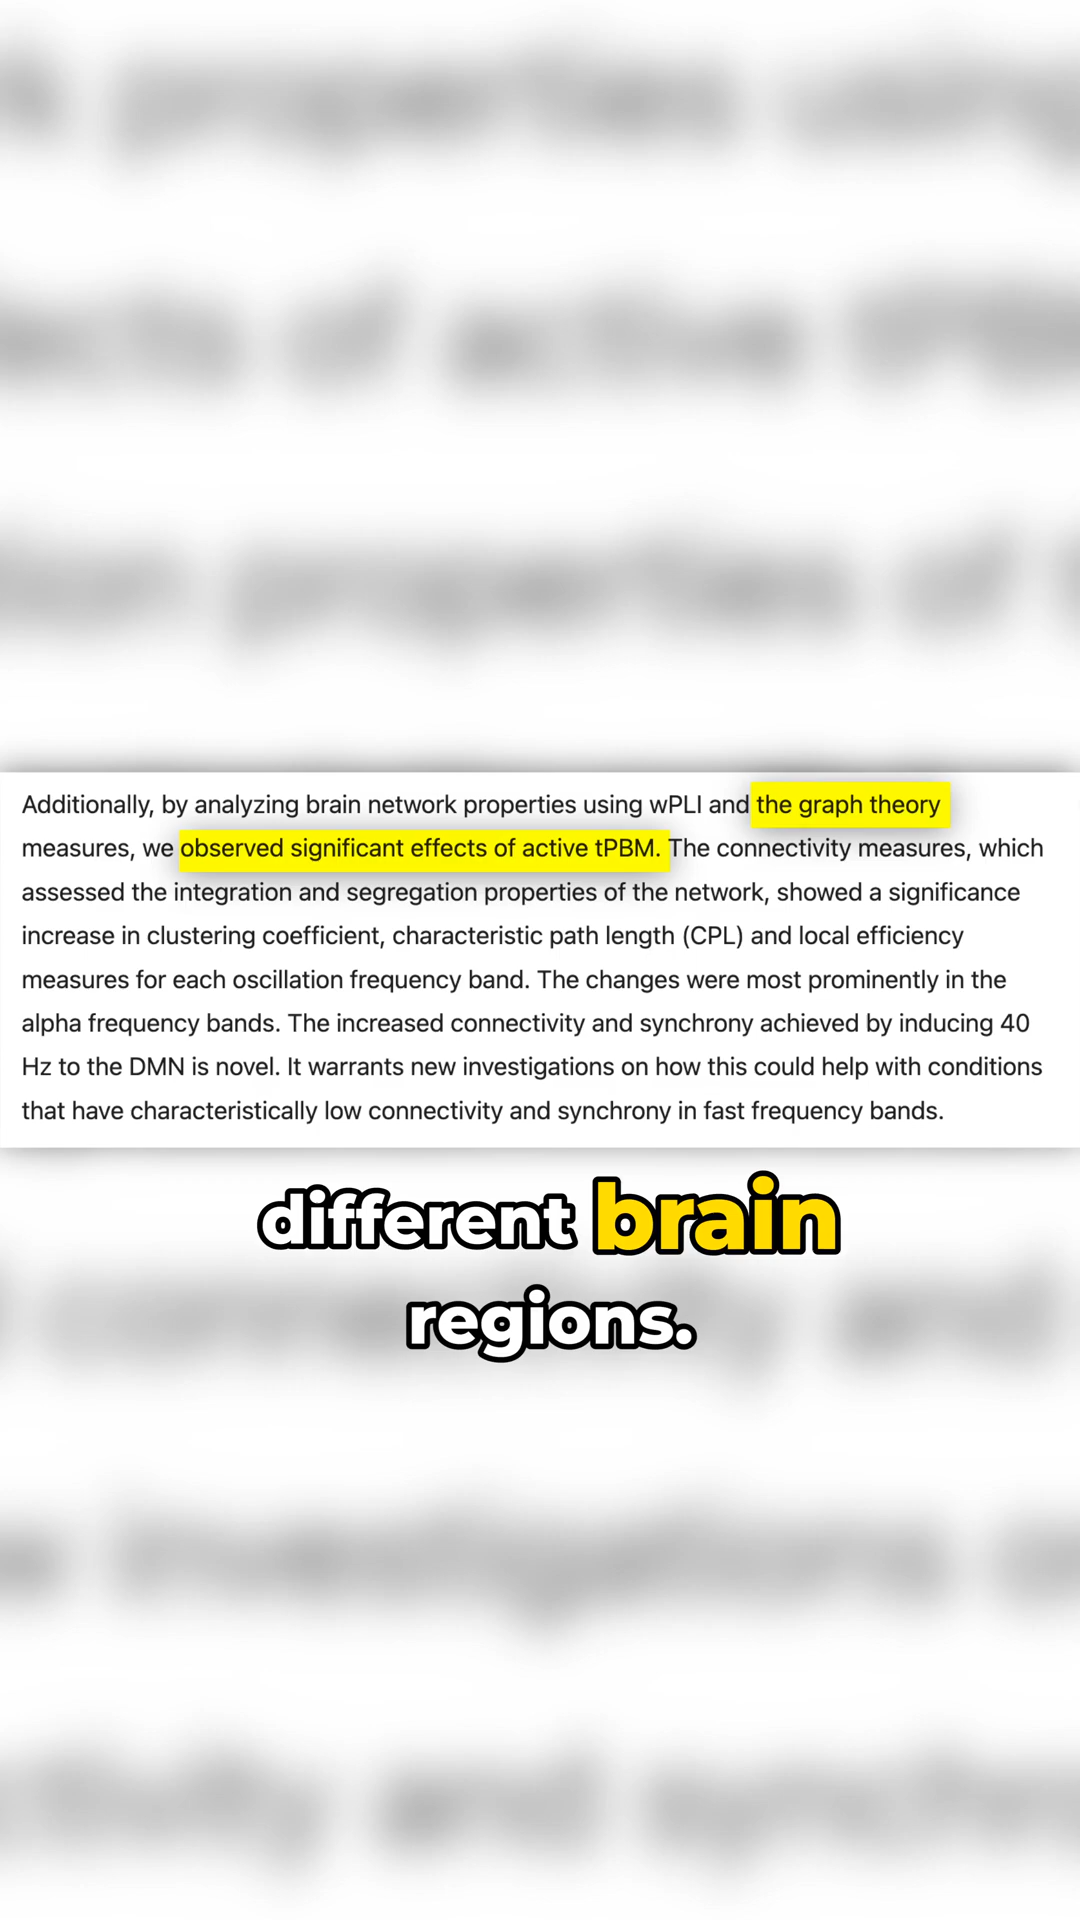 Additionally, by analyzing brain network properties using wPLI and the graph theory
measures, we observed significant effects of active tPBM. The connectivity measures, which
assessed the integration and segregation properties of the network, showed a significance
increase in clustering coefficient, characteristic path length (CPL) and local efficiency
measures for each oscillation frequency band. The changes were most prominently in the
alpha frequency bands. The increased connectivity and synchrony achieved by inducing 40
Hz to the DMN is novel. It warrants new investigations on how this could help with conditions
that have characteristically low connectivity and synchrony in fast frequency bands.
different brain
regions.